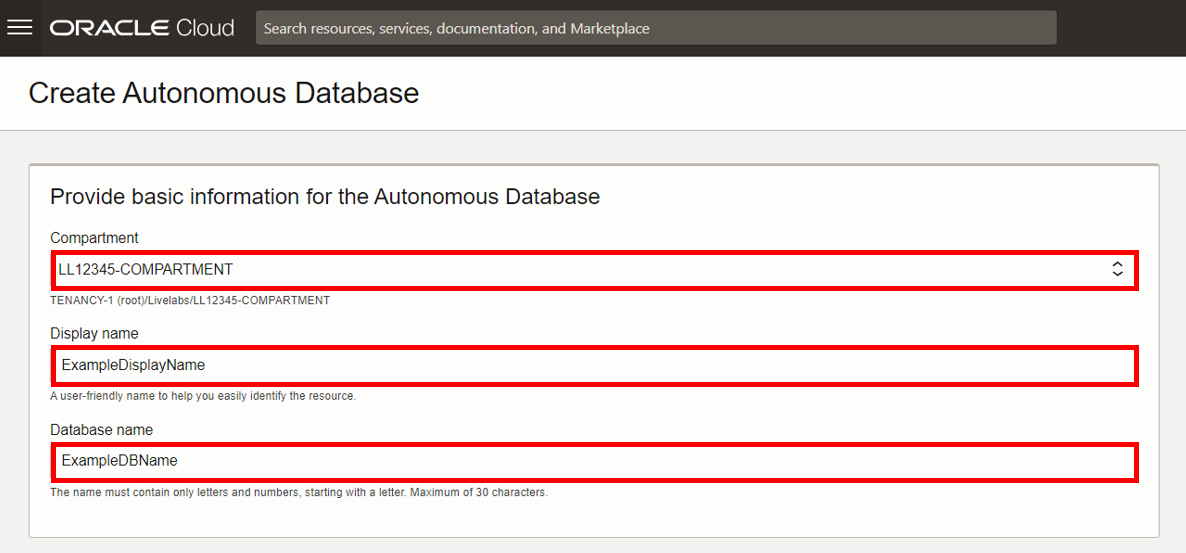 ORACLE Cloud
Search resources, services, documentation, and Marketplace
Create Autonomous Database
Provide basic information for the Autonomous Database
Compartment
LL12345-COMPARTMENT
TENANCY-1 (root)/Livelabs/LL12345-COMPARTMENT
Display name
ExampleDisplayName
A user-friendly name to help you easily identify the resource.
Database name
ExampleDBName
The name must contain only letters and numbers, starting with a letter. Maximum of 30 characters.